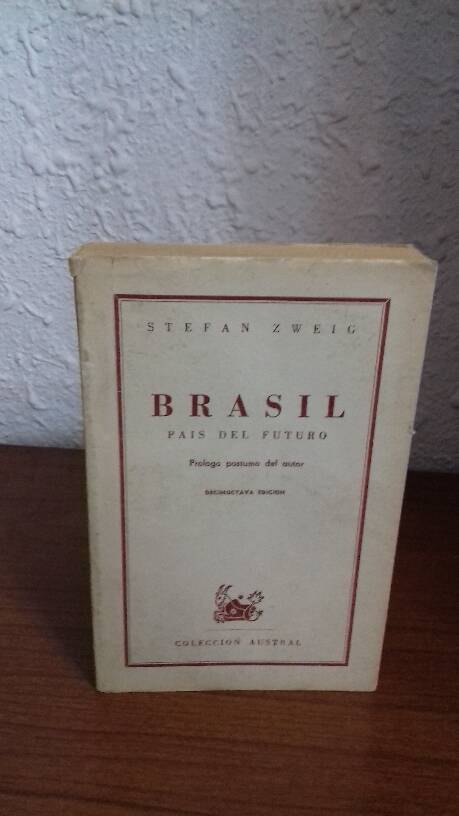 STEFAN ZWEIG
BRASIL
PAIS DEL FUTURO
Prologo postumo del autor
DECIMOCTAVA EDICION
COLECCION AUSTRAL